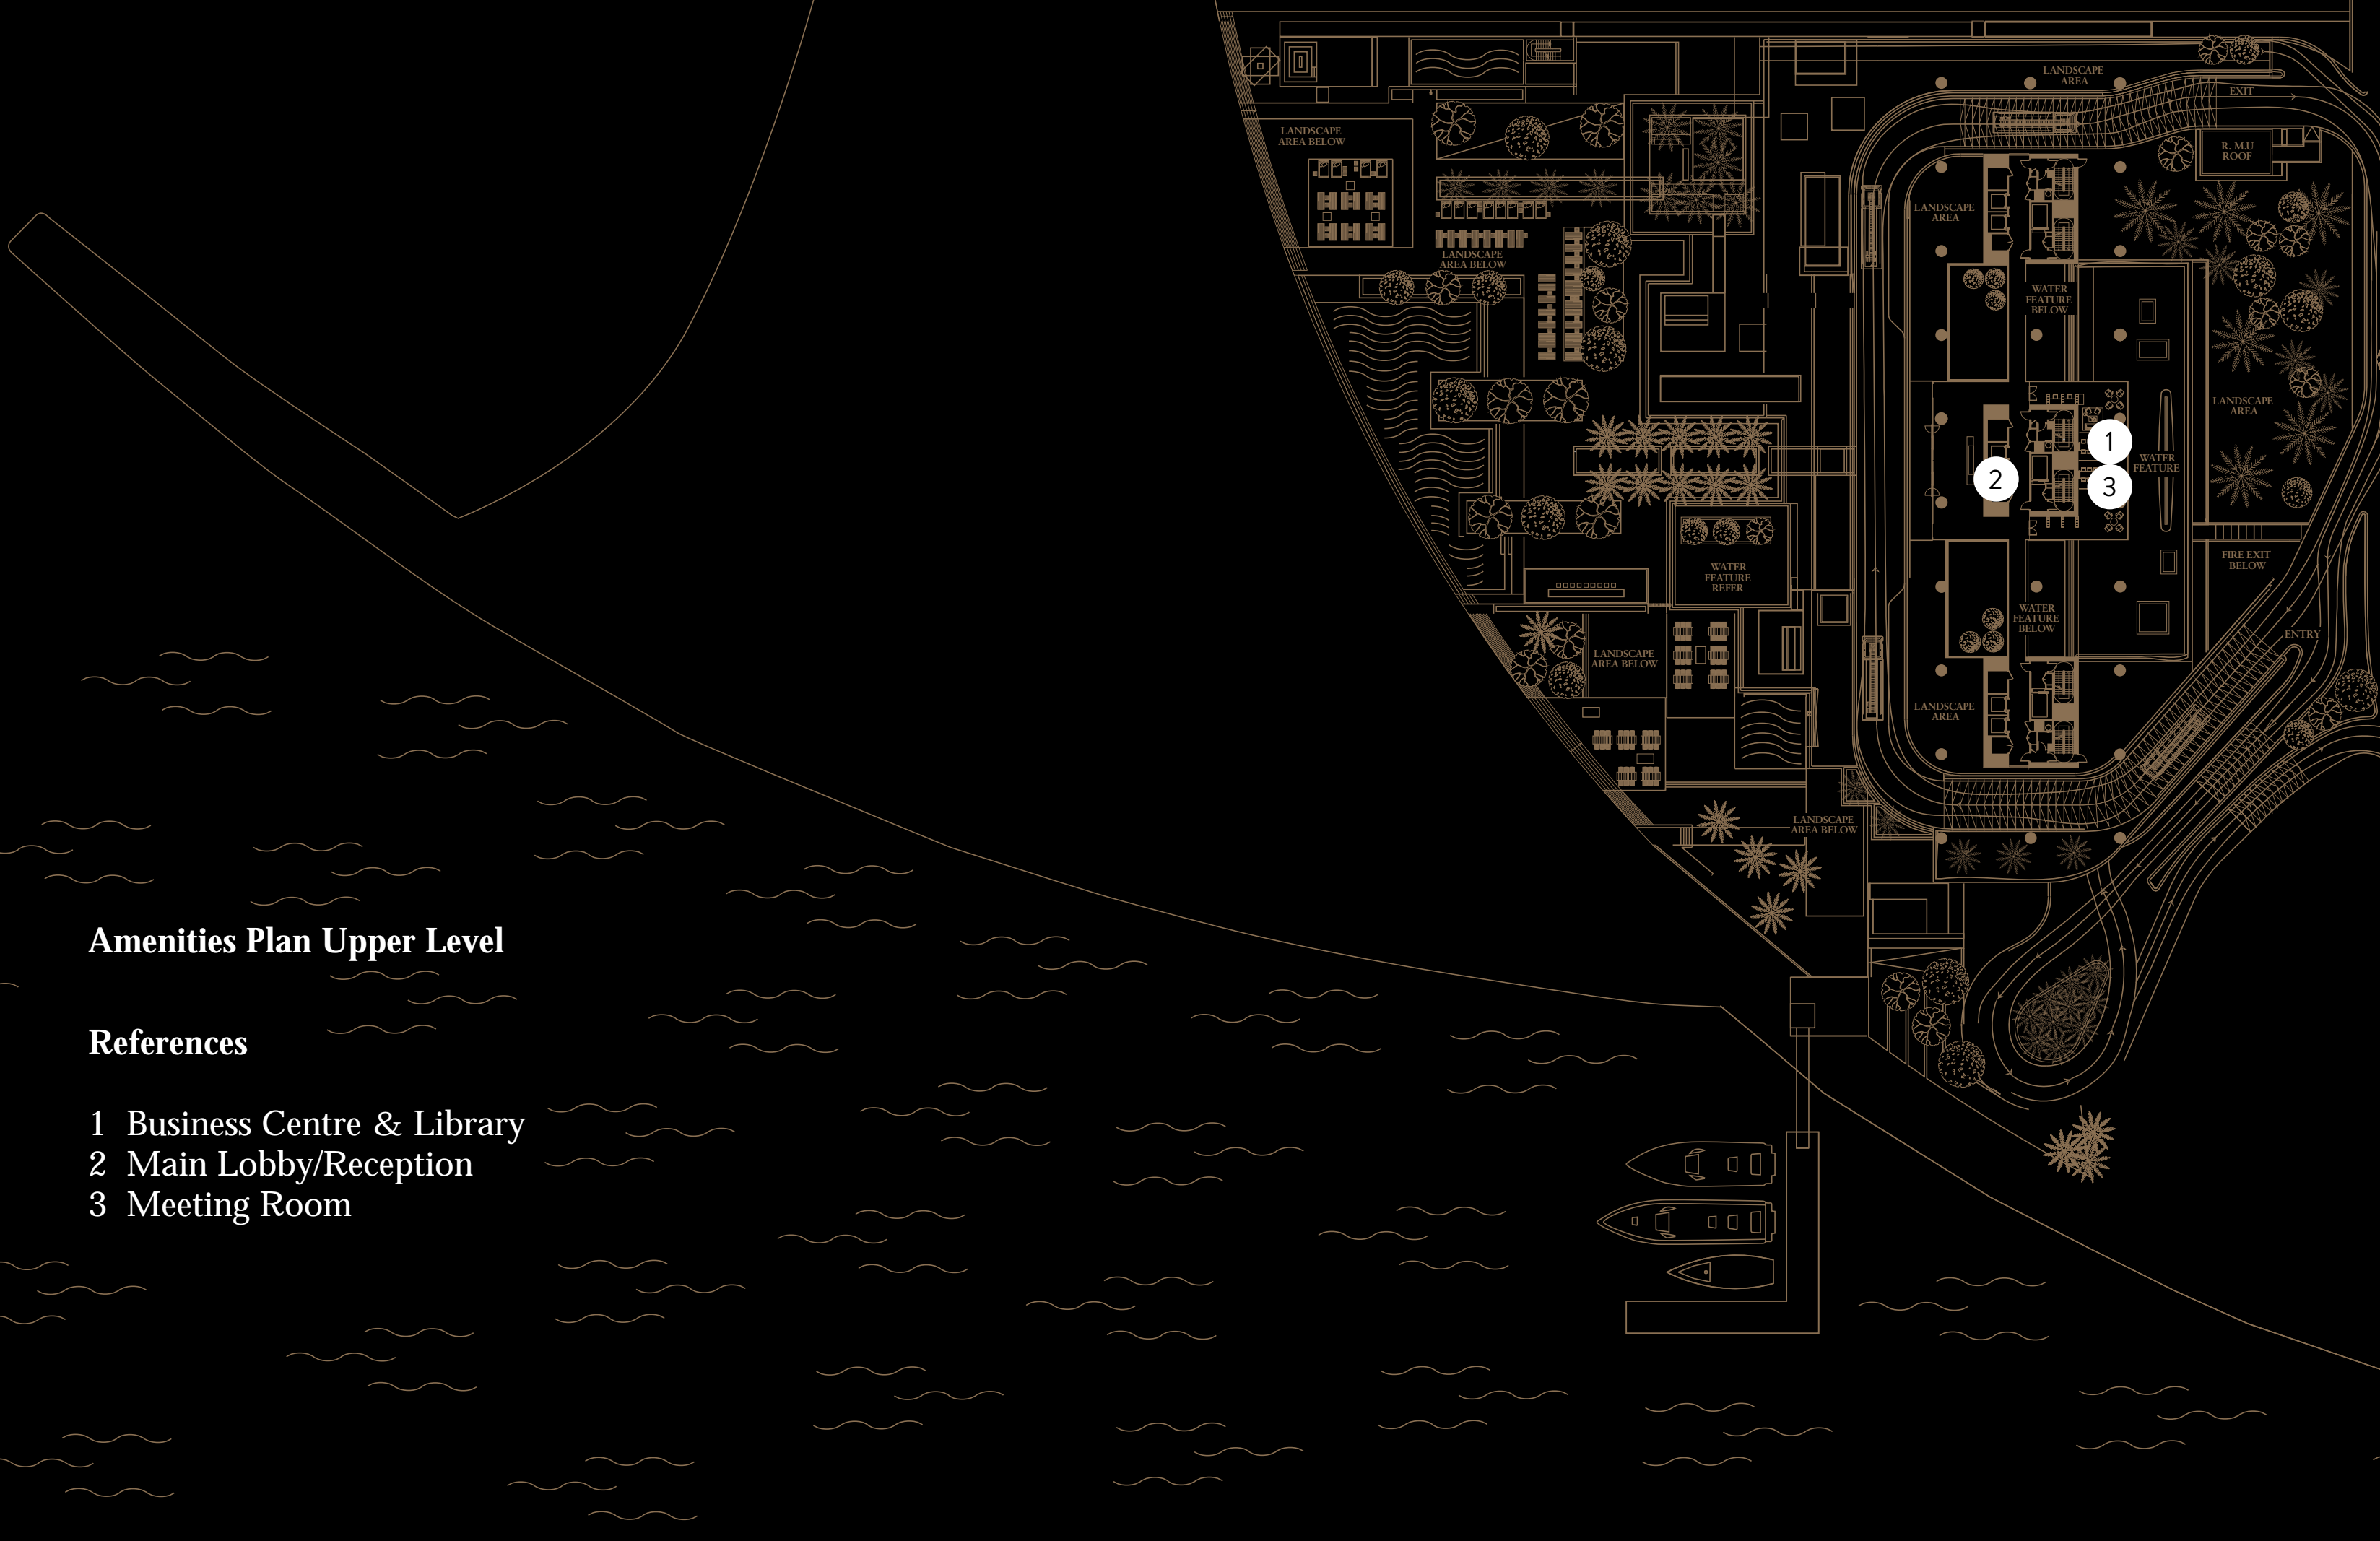 LANDSCAPE
AREA
EXIT
LANDSCAPE
AREA BELOW
R. M.U
ROOF
LANDSCAPE
AREA
LANDSCAPE
AREA BELOW
WATER
FEATURE
BELOW
LANDSCAPE
AREA
1
WATER
FEATURE
2
3
FIRE EXIT
BELOW
WATER
FEATURE
REFER
WATER
FEATURE
BELOW
ENTRY
LANDSCAPE
AREA BELOW
LANDSCAPE
AREA
LANDSCAPE
AREA BELOW
Amenities Plan Upper Level
References
1 Business Centre & Library
2 Main Lobby/Reception
3 Meeting Room